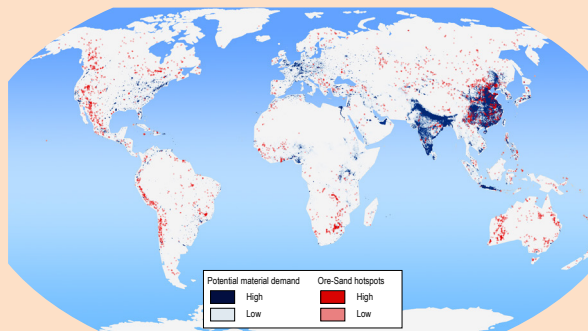 Potential material demand
High
Low
Ore-Sand hotspots
High
Low